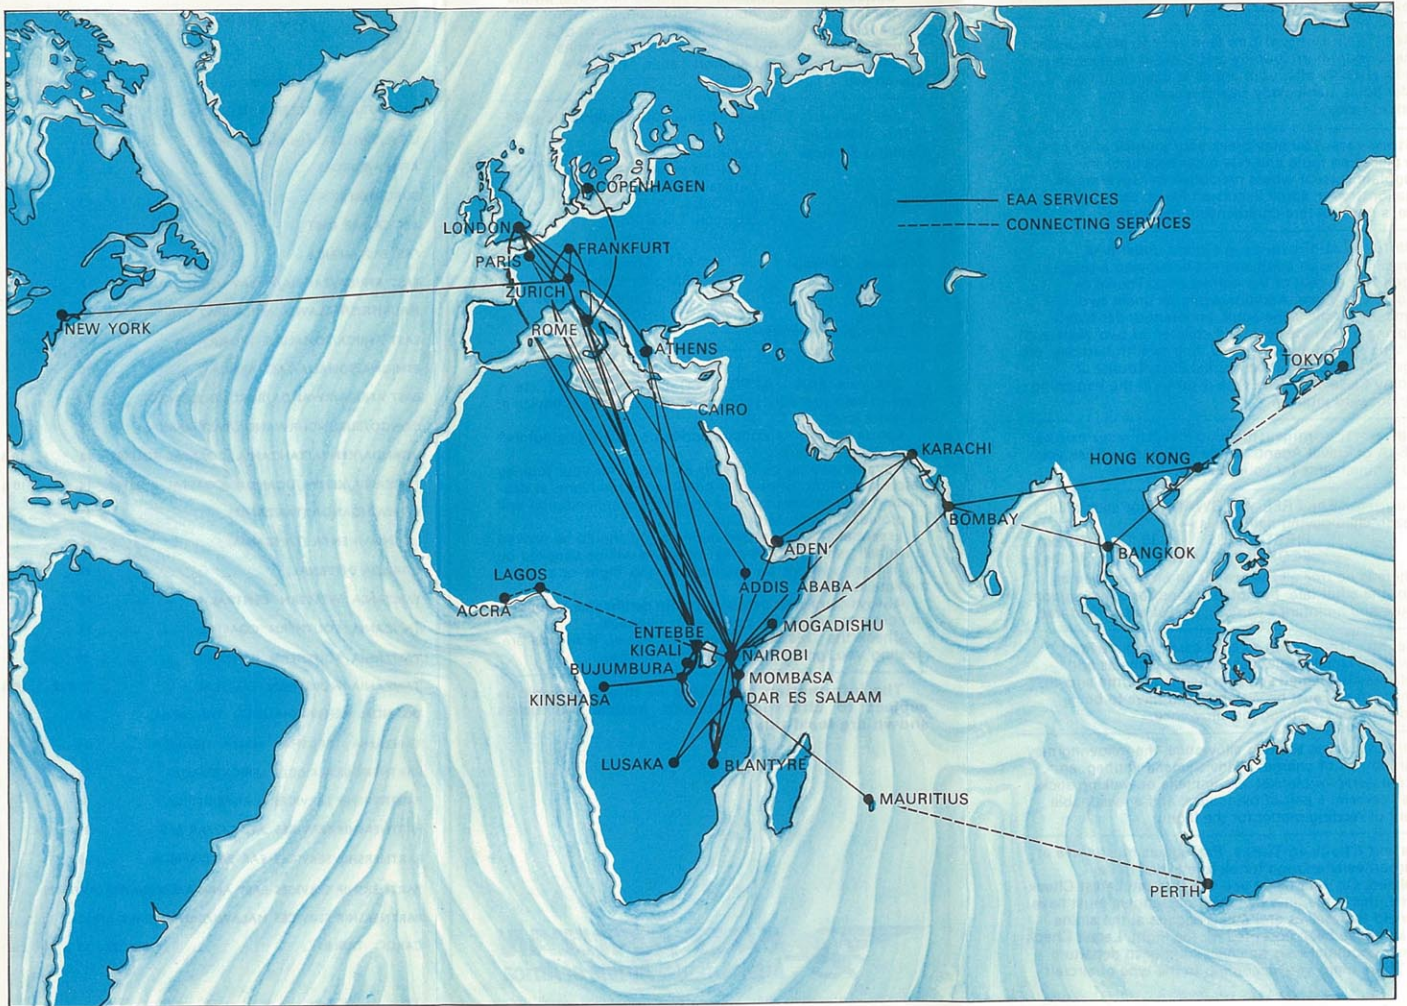 COPENHAGEN
EAA SERVICES
CONNECTING SERVICES
LONDON
FRANKFURT
PARIS
ZURICH
NEW YORK
ROME
ATHENS
TOKYO
CAIRO
KARACHI
HONG KONG
BOMBAY
ADEN
BANGKOK
LAGOS
ADDIS ABABA
ACCRA
MOGADISHU
ENTEBBE
KIGALI
NAIROBI
BUJUMBURA
MOMBASA
KINSHASA
DAR ES SALAAM
LUSAKA
BLANTYRE
MAURITIUS
PERTH